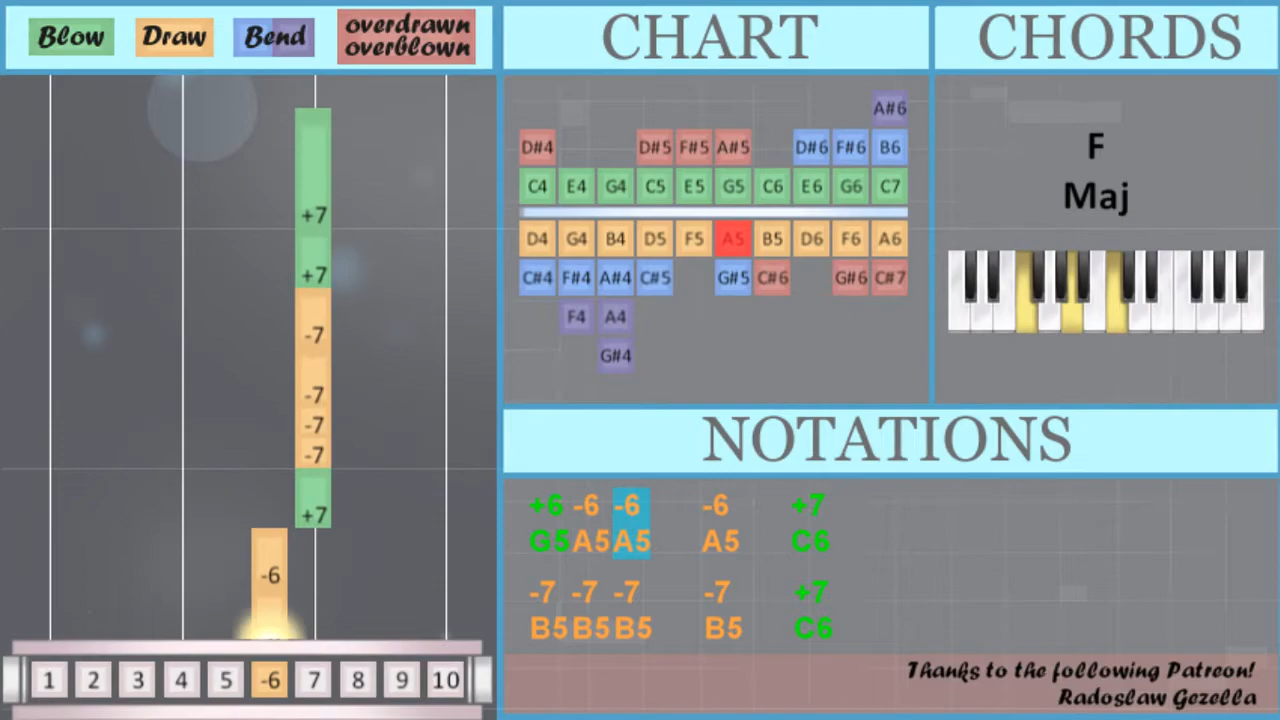 Blow Draw Bend overdrawn
overblown
CHART
CHORDS
+7
+7
-7
-7
-7
-7
+7
-6
1 2 3 4 5 -6 7 8 9 10
A#6
D#4 D#5 F#5 A#5 D#6 F#6 B6
C4 E4 G4 C5 E5 G5 C6 E6 G6 C7
D4 G4 B4 D5 F5 A5 B5 D6 F6 A6
C#4 F#4 A#4 C#5 G#5 C#6 G#6 C#7
F4 A4
G#4
F
Maj
NOTATIONS
+6 -6 -6 -6 +7
G5 A5 A5 A5 C6
-7 -7 -7 -7 +7
B5 B5 B5 B5 C6
Thanks to the following Patreon!
Radoslaw Gezella